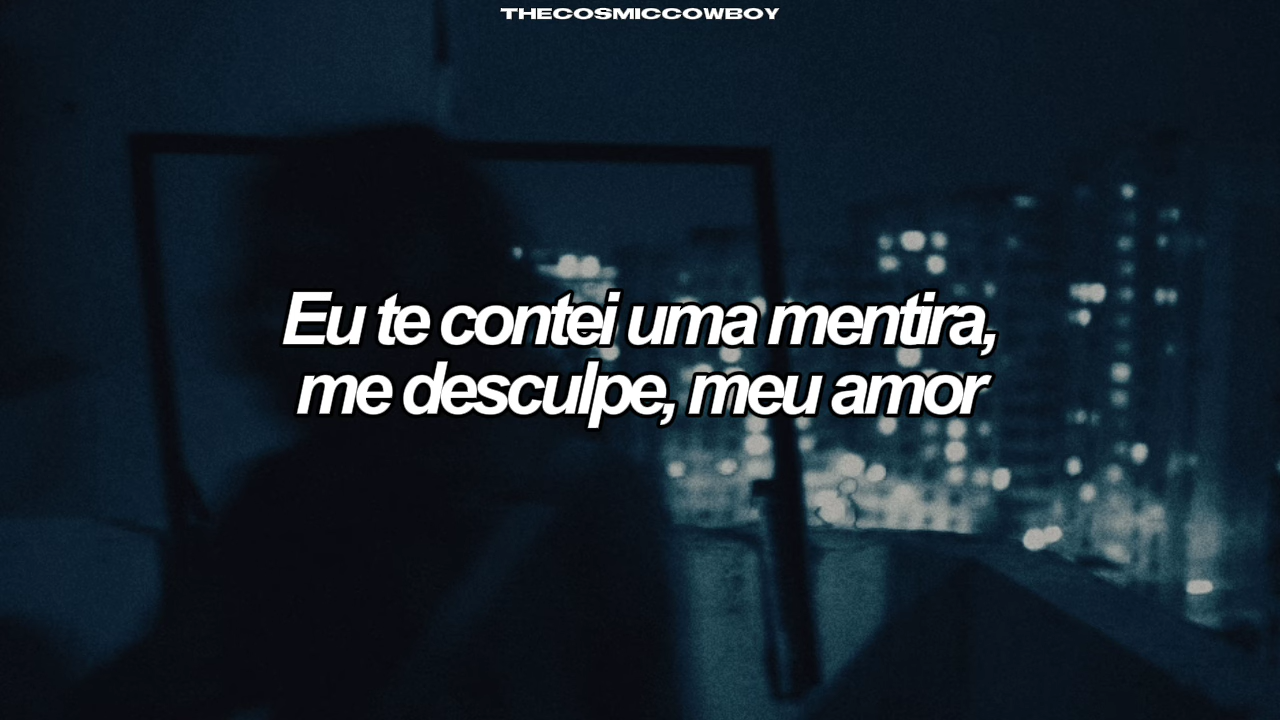 THECOSMICCOWBOY
Eu te contei uma mentira,
me desculpe, meu amor